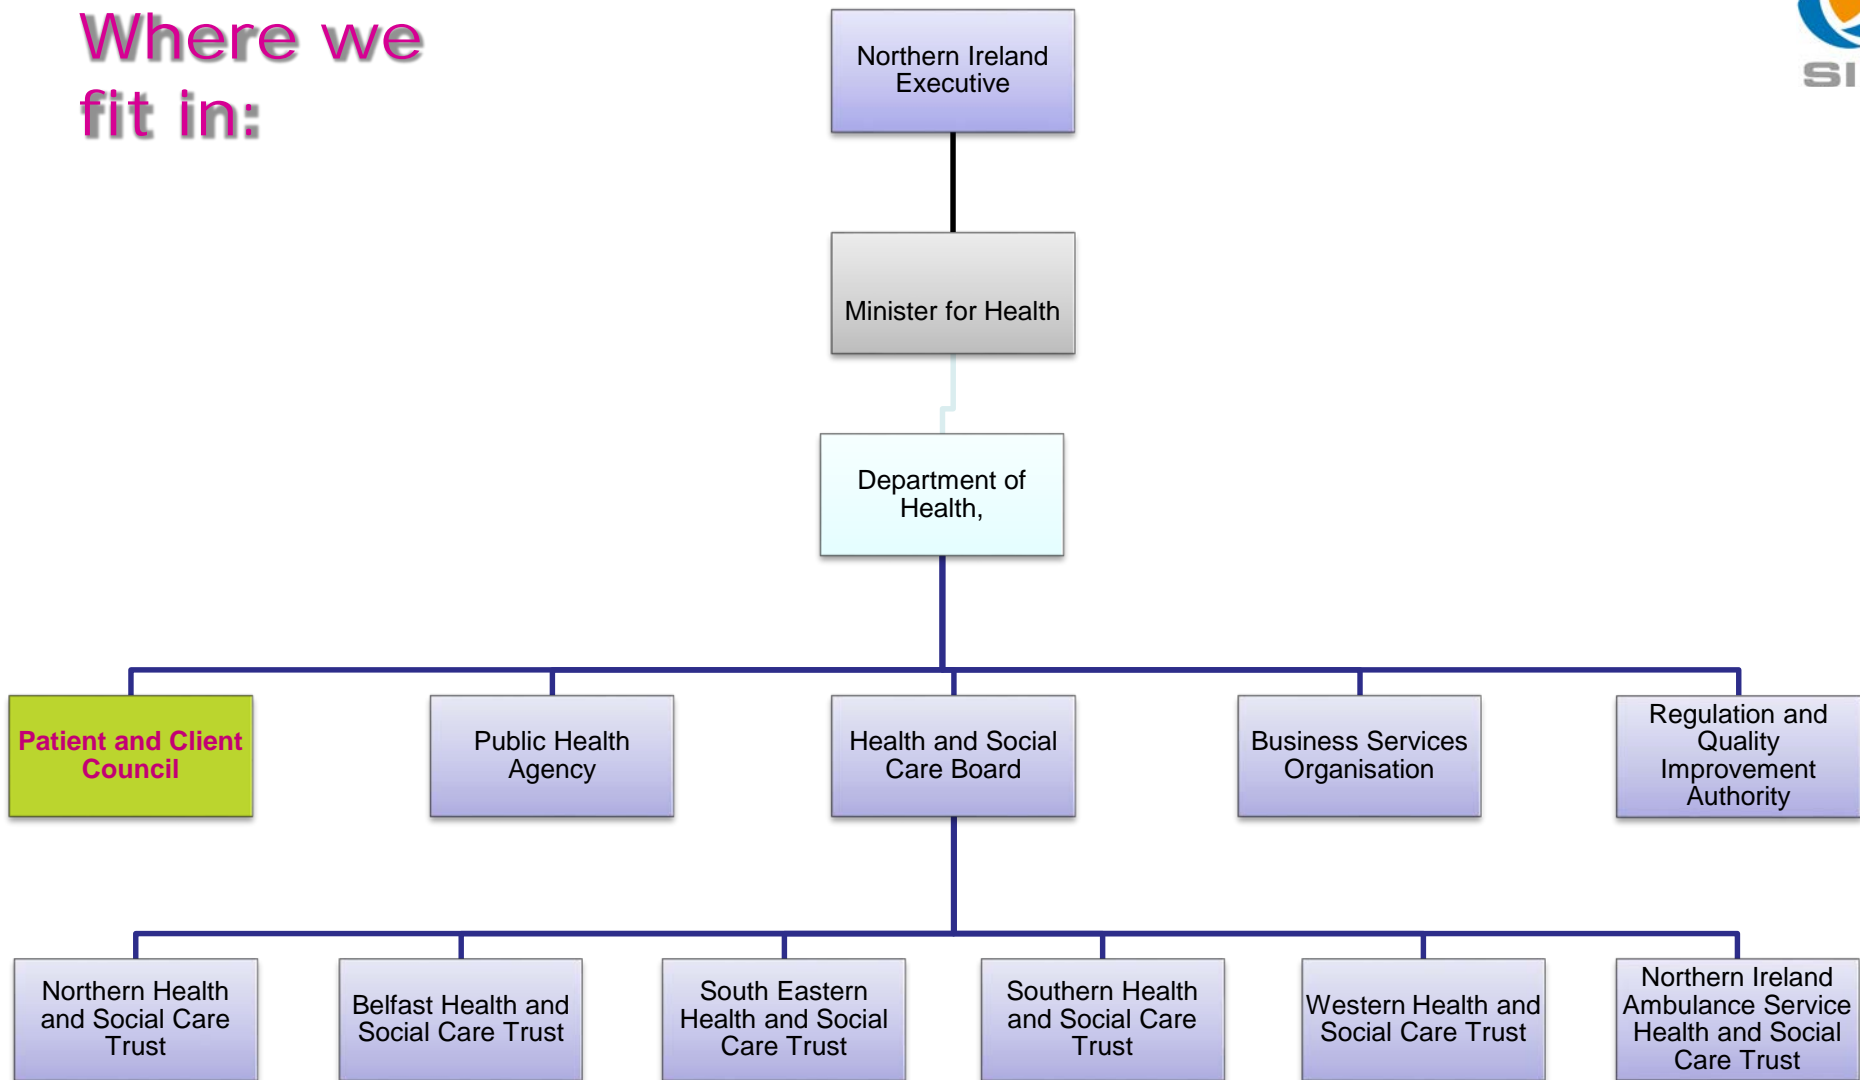 Where we
fit in:
Northern Ireland
Executive
Minister for Health
Department of
Health,
Patient and Client
Council
Public Health
Agency
Health and Social
Care Board
Business Services
Organisation
Regulation and
Quality
Improvement
Authority
Northern Health
and Social Care
Trust
Belfast Health and
Social Care Trust
South Eastern
Health and Social
Care Trust
Southern Health
and Social Care
Trust
Western Health and
Social Care Trust
Northern Ireland
Ambulance Service
Health and Social
Care Trust